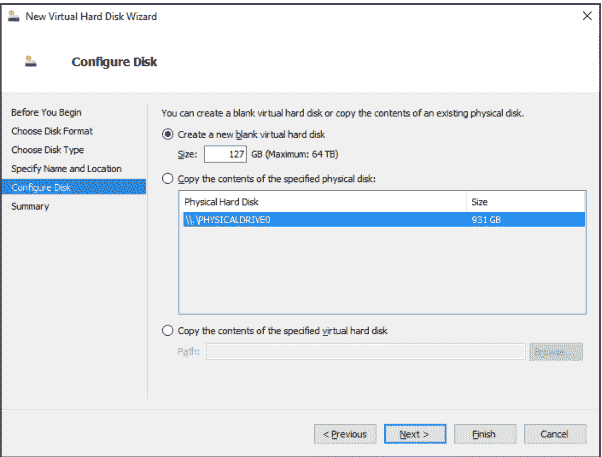 New Virtual Hard Disk Wizard
Configure Disk
Before You Begin
Choose Disk Format
Choose Disk Type
Specify Name and Location
Configure Disk
Summary
You can create a blank virtual hard disk or copy the contents of an existing physical disk.
Create a new blank virtual hard disk
Size: 127 GB (Maximum: 64 TB)
Copy the contents of the specified physical disk:
Physical Hard Disk Size
\\.\PHYSICALDRIVE0 931 GB
Copy the contents of the specified virtual hard disk
Path: Browse...
< Previous Next > Finish Cancel